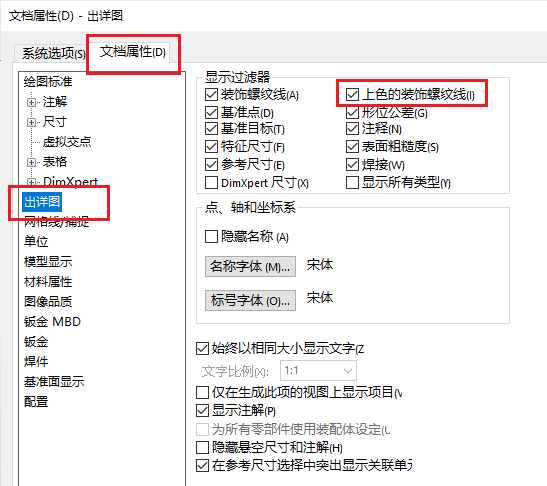 文档属性(D) - 出详图
系统选项(S) 文档属性(D)
绘图标准
注解
尺寸
虚拟交点
表格
DimXpert
出详图
网格线/捕捉
单位
模型显示
材料属性
图像品质
钣金 MBD
钣金
焊件
基准面显示
配置
显示过滤器
装饰螺纹线(A) 上色的装饰螺纹线(I)
基准点(D) 形位公差(G)
基准目标(T) 注释(N)
特征尺寸(F) 表面粗糙度(S)
参考尺寸(E) 焊接(W)
DimXpert 尺寸(X) 显示所有类型(Y)
点、轴和坐标系
隐藏名称 (A)
名称字体 (M)... 宋体
标号字体 (O)... 宋体
始终以相同大小显示文字(Z
文字比例(X): 1:1
仅在生成此项的视图上显示项目(V
显示注解(P)
为所有零部件使用装配体设定(U
隐藏悬空尺寸和注解(H)
在参考尺寸选择中突出显示关联单元